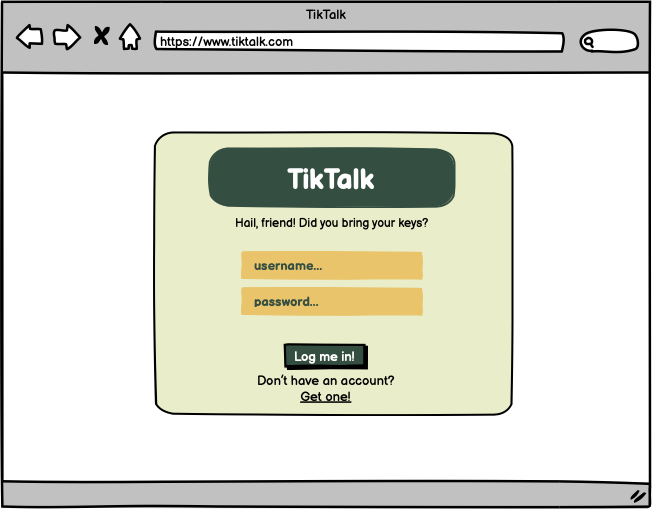 TikTalk
https://www.tiktalk.com
TikTalk
Hail, friend! Did you bring your keys?
username...
password...
Log me in!
Don't have an account?
Get one!